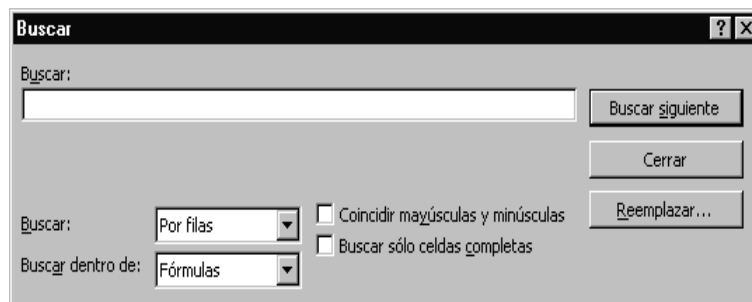 Buscar
Buscar:
Buscar siguiente
Cerrar
Reemplazar...
Buscar: Por filas
Coincidir mayúsculas y minúsculas
Buscar dentro de: Fórmulas
Buscar sólo celdas completas